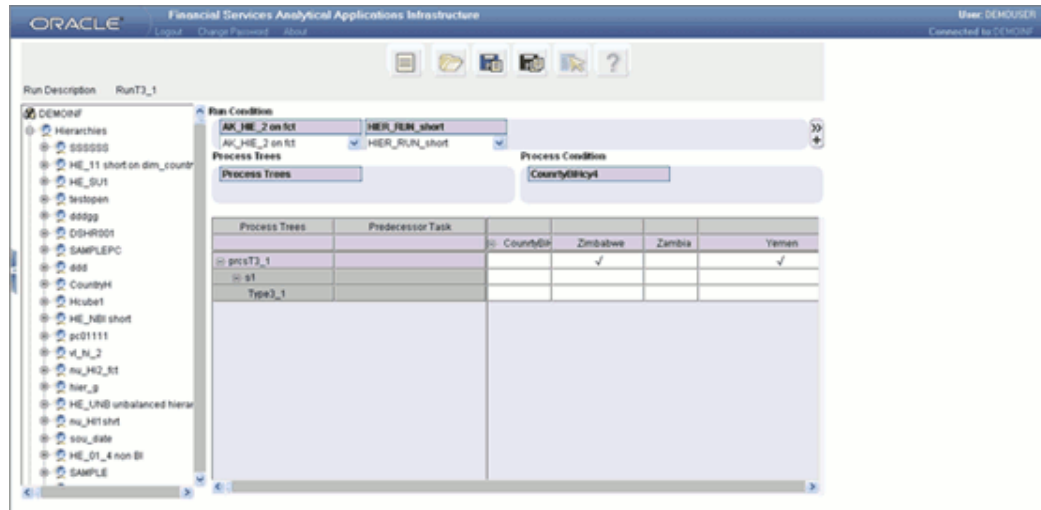 ORACLE
Financial Services Analytical Applications Infrastructure
Logout Change Password About
User: DEMOUSER
Connected to: DEMOINF
?
Run Description RunT3_1
DEMOINF
Hierarchies
SSSSSS
HE_11 short on dim_countr
HE_SU1
testopen
dddgg
DSHR001
SAMPLEPC
ddd
CountryH
Hcube1
HE_NBI short
pc01111
vl_hi_2
nu_Hi2_fct
hier_g
HE_UNB unbalanced hierar
nu_HI1shrt
sou_date
HE_01_4 non BI
SAMPLE
Run Condition
AK_HIE_2 on fct HIER_RUN_short
AK_HIE_2 on fct HIER_RUN_short
Process Trees Process Condition
Process Trees CounrtyBIHcy4
Process Trees Predecessor Task
CounrtyBIH Zimbabwe Zambia Yemen
prcsT3_1 √ √
s1
Type3_1